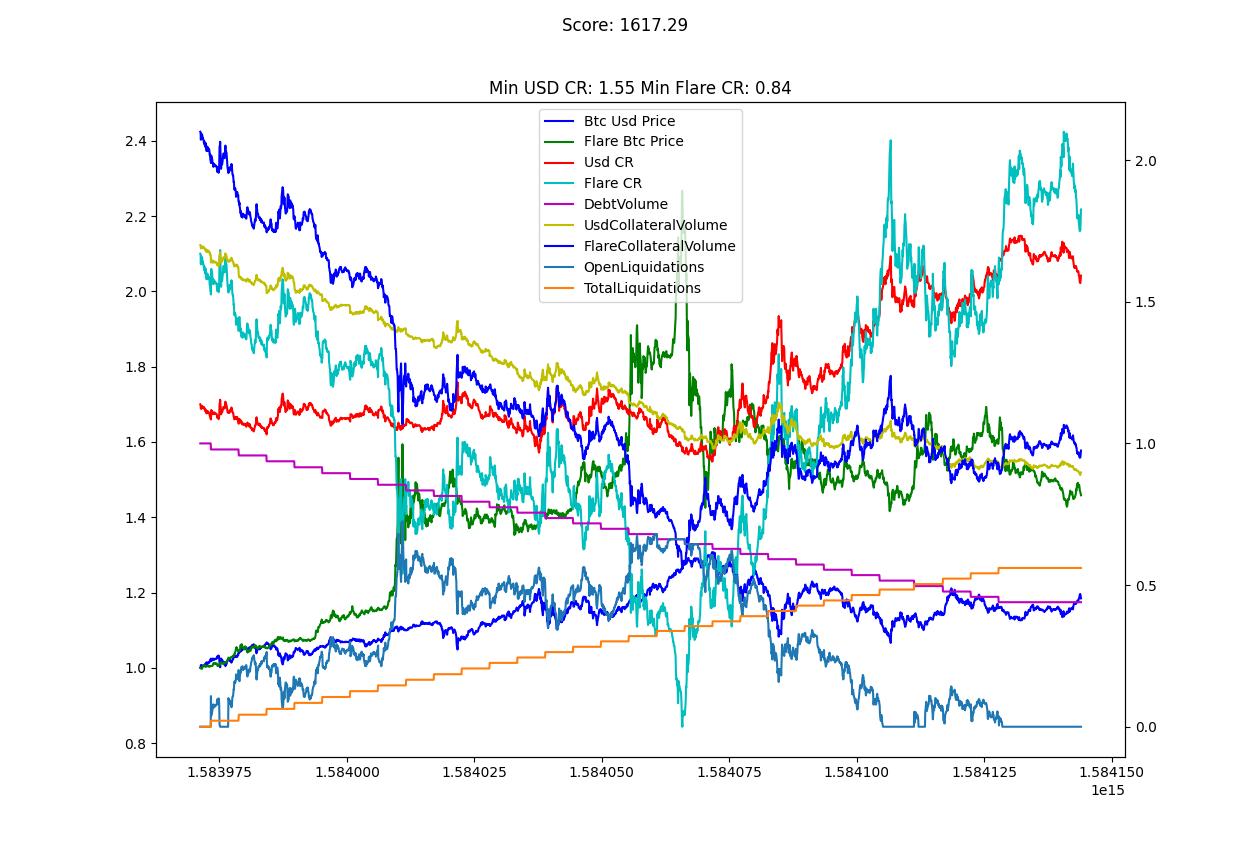 Score: 1617.29
Min USD CR: 1.55 Min Flare CR: 0.84
Btc Usd Price
Flare Btc Price
Usd CR
Flare CR
DebtVolume
UsdCollateralVolume
FlareCollateralVolume
OpenLiquidations
TotalLiquidations
2.4
2.2
2.0
1.8
1.6
1.4
1.2
1.0
0.8
2.0
1.5
1.0
0.5
0.0
1.583975 1.584000 1.584025 1.584050 1.584075 1.584100 1.584125 1.584150
1e15